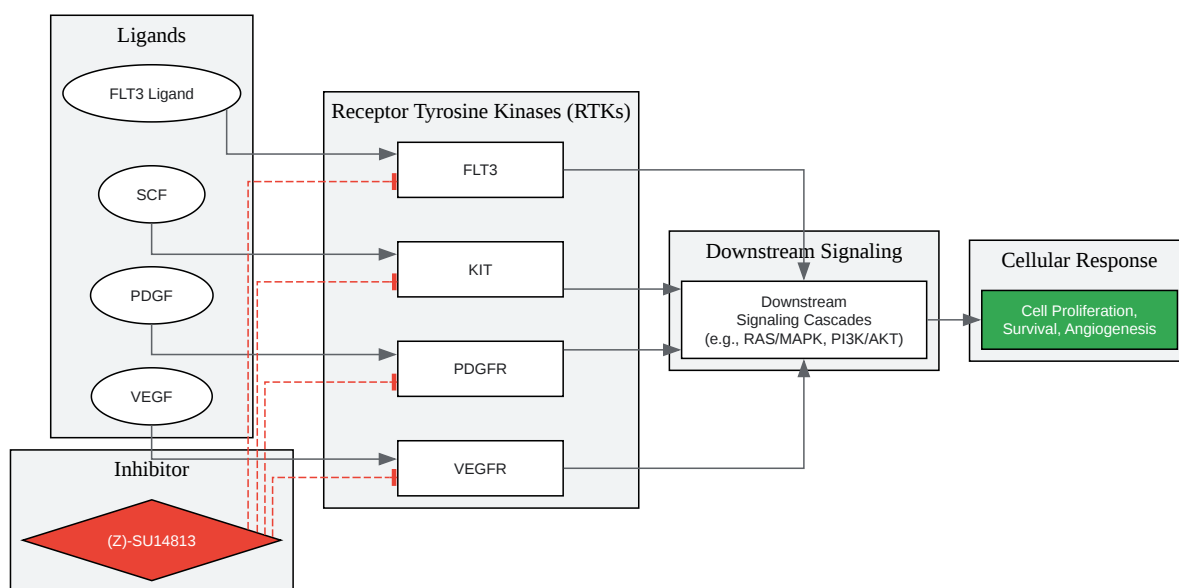 Ligands
FLT3 Ligand
SCF
PDGF
VEGF
Inhibitor
(Z)-SU14813
Receptor Tyrosine Kinases (RTKs)
FLT3
KIT
PDGFR
VEGFR
Downstream Signaling
Downstream
Signaling Cascades
(e.g., RAS/MAPK, PI3K/AKT)
Cellular Response
Cell Proliferation,
Survival, Angiogenesis